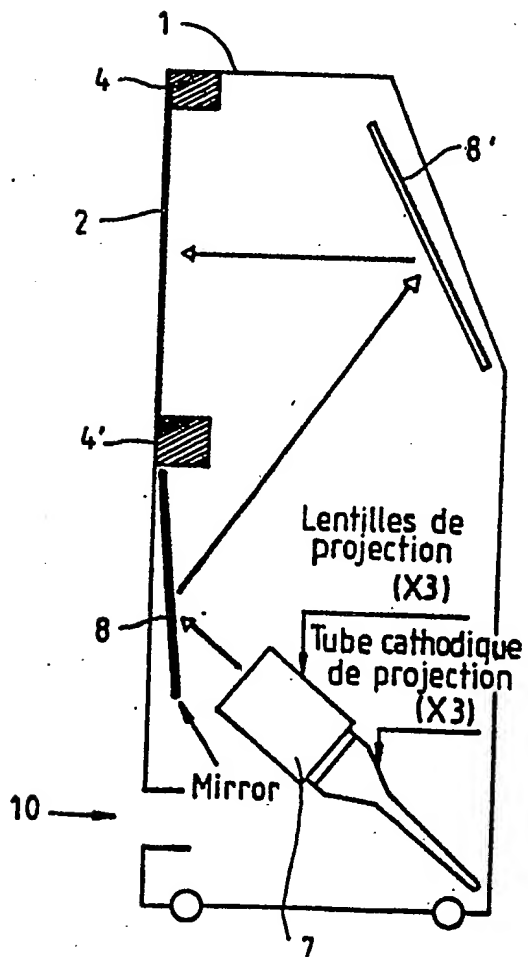 1
4
8'
2
4'
Lentilles de
projection
(X3)
8
Tube cathodique
de projection
(X3)
Mirror
10
7